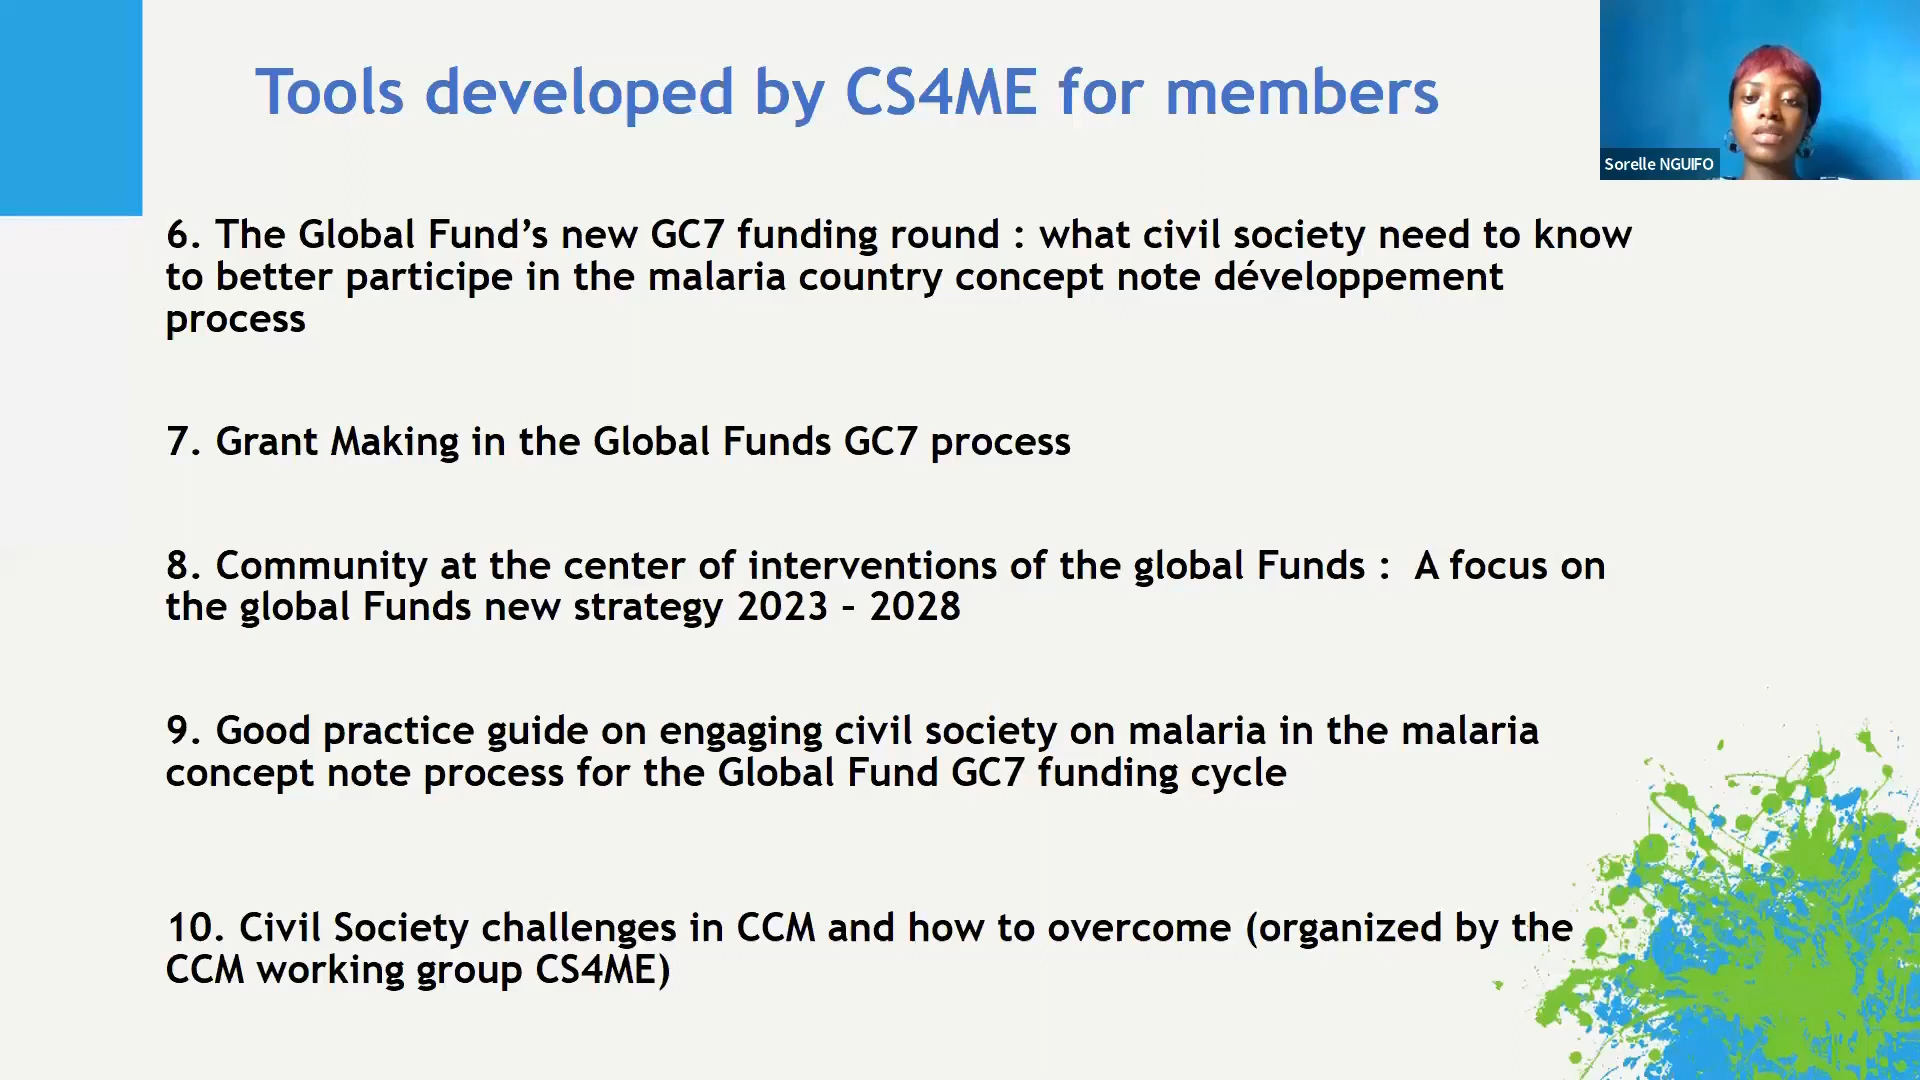 Tools developed by CS4ME for members
Sorelle NGUIFO
6. The Global Fund’s new GC7 funding round : what civil society need to know
to better participe in the malaria country concept note développement
process
7. Grant Making in the Global Funds GC7 process
8. Community at the center of interventions of the global Funds :  A focus on
the global Funds new strategy 2023 – 2028
9. Good practice guide on engaging civil society on malaria in the malaria
concept note process for the Global Fund GC7 funding cycle
10. Civil Society challenges in CCM and how to overcome (organized by the
CCM working group CS4ME)